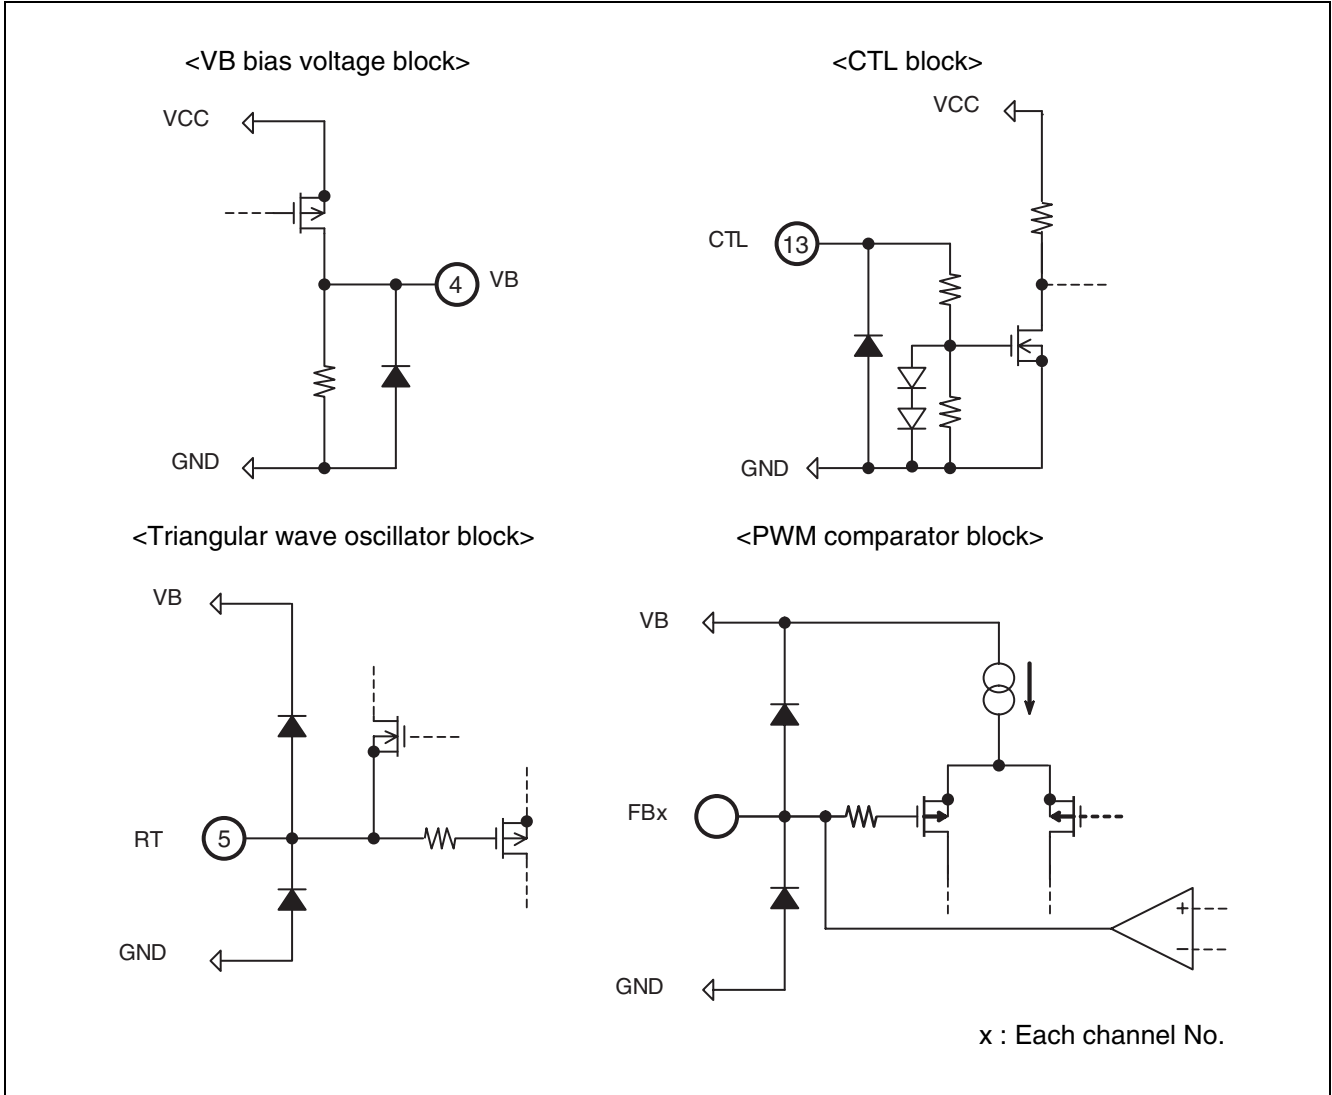 <VB bias voltage block>
VCC
4
VB
GND
<CTL block>
VCC
CTL
13
GND
<Triangular wave oscillator block>
VB
RT
5
GND
<PWM comparator block>
VB
FBx
+
−
GND
x : Each channel No.